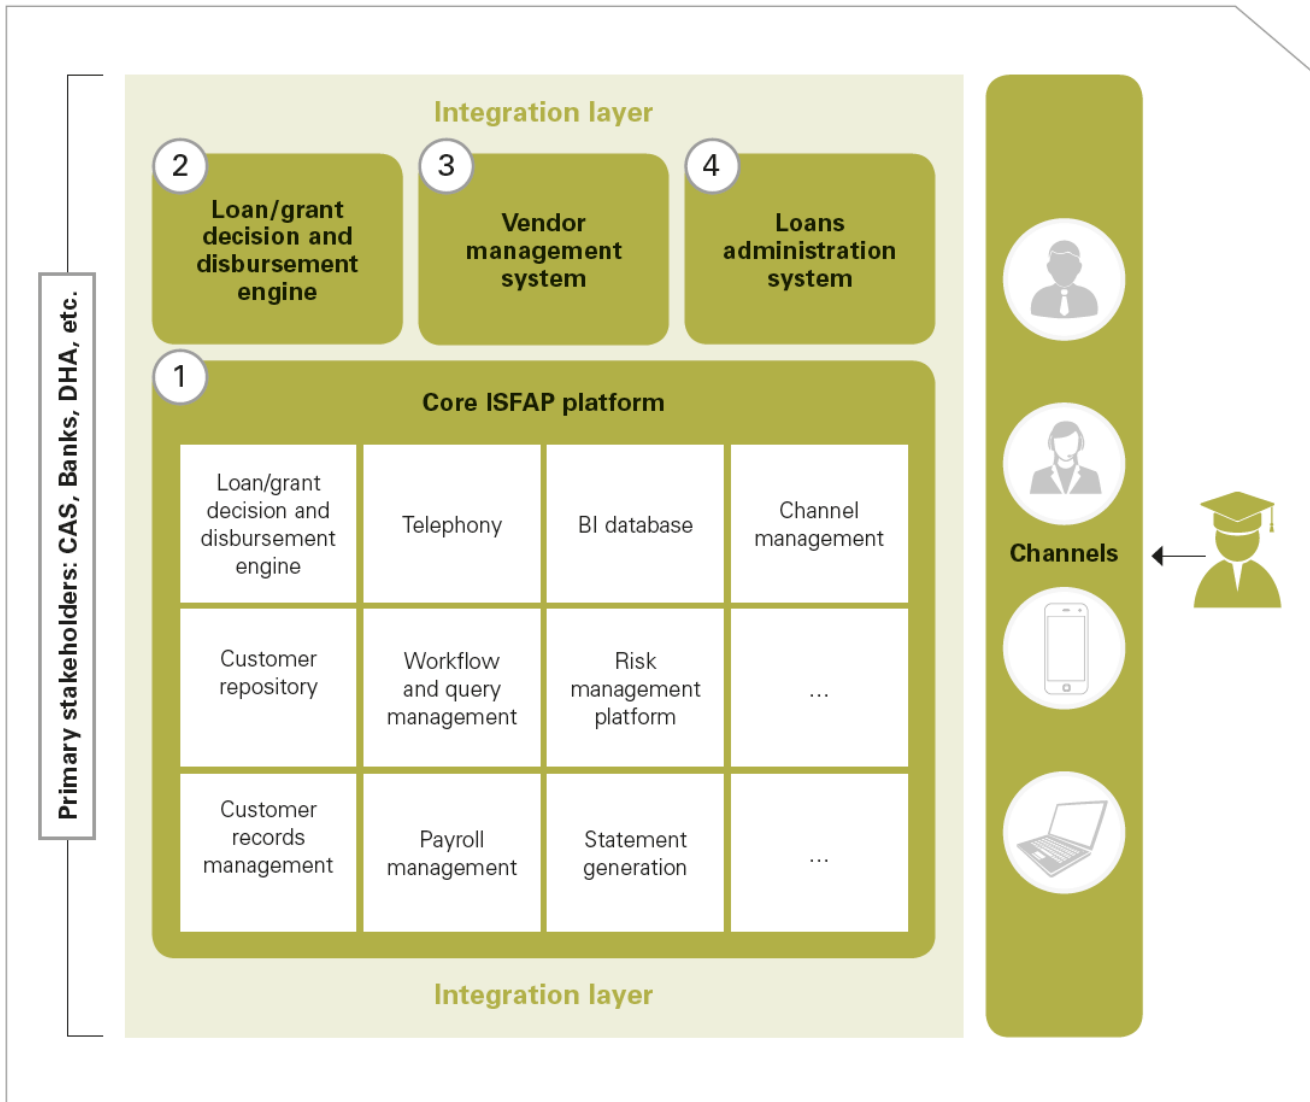 Integration layer
2
Loan/grant
decision and
disbursement
engine
3
Vendor
management
system
4
Loans
administration
system
Primary stakeholders: CAS, Banks, DHA, etc.
1
Core ISFAP platform
Loan/grant
decision and
disbursement
engine
Telephony
BI database
Channel
management
Customer
repository
Workflow
and query
management
Risk
management
platform
...
Customer
records
management
Payroll
management
Statement
generation
...
Integration layer
Channels